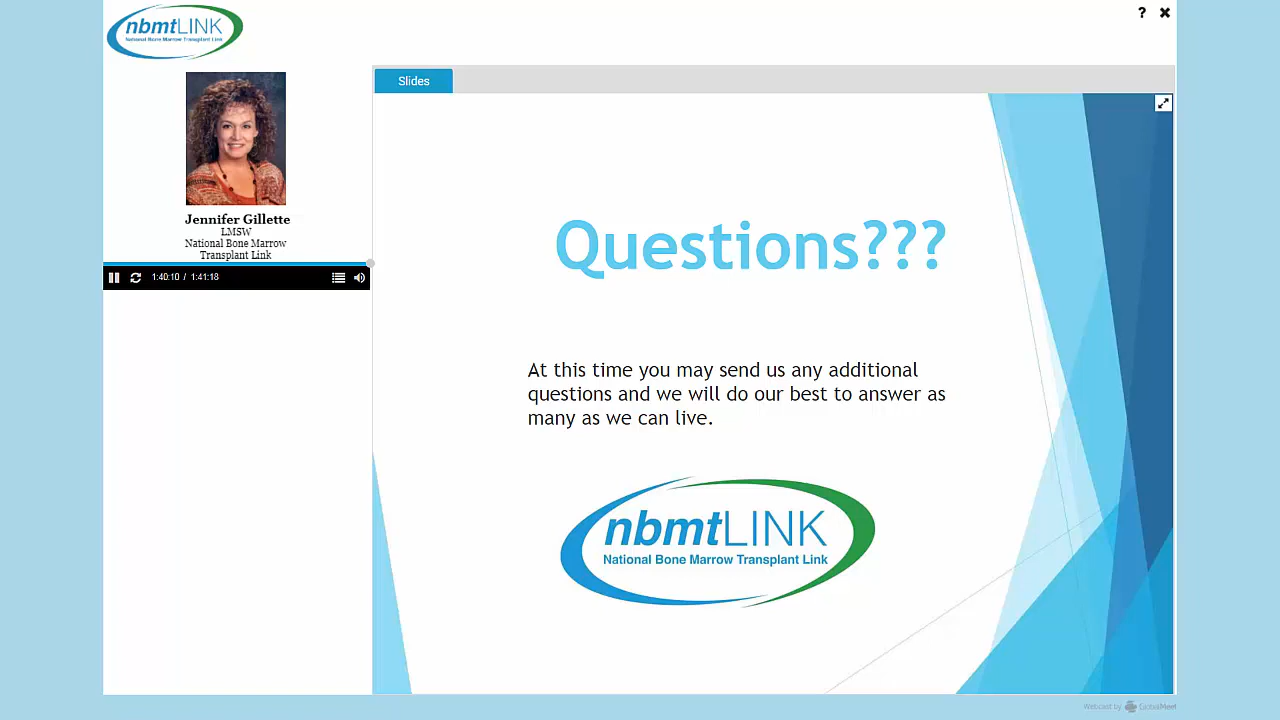 nbmtLINK
National Bone Marrow Transplant Link
? ✖
Jennifer Gillette
LMSW
National Bone Marrow
Transplant Link
1:40:10 / 1:41:18
Slides
Questions???
At this time you may send us any additional
questions and we will do our best to answer as
many as we can live.
nbmtLINK
National Bone Marrow Transplant Link
Webcast by GlobalMeet